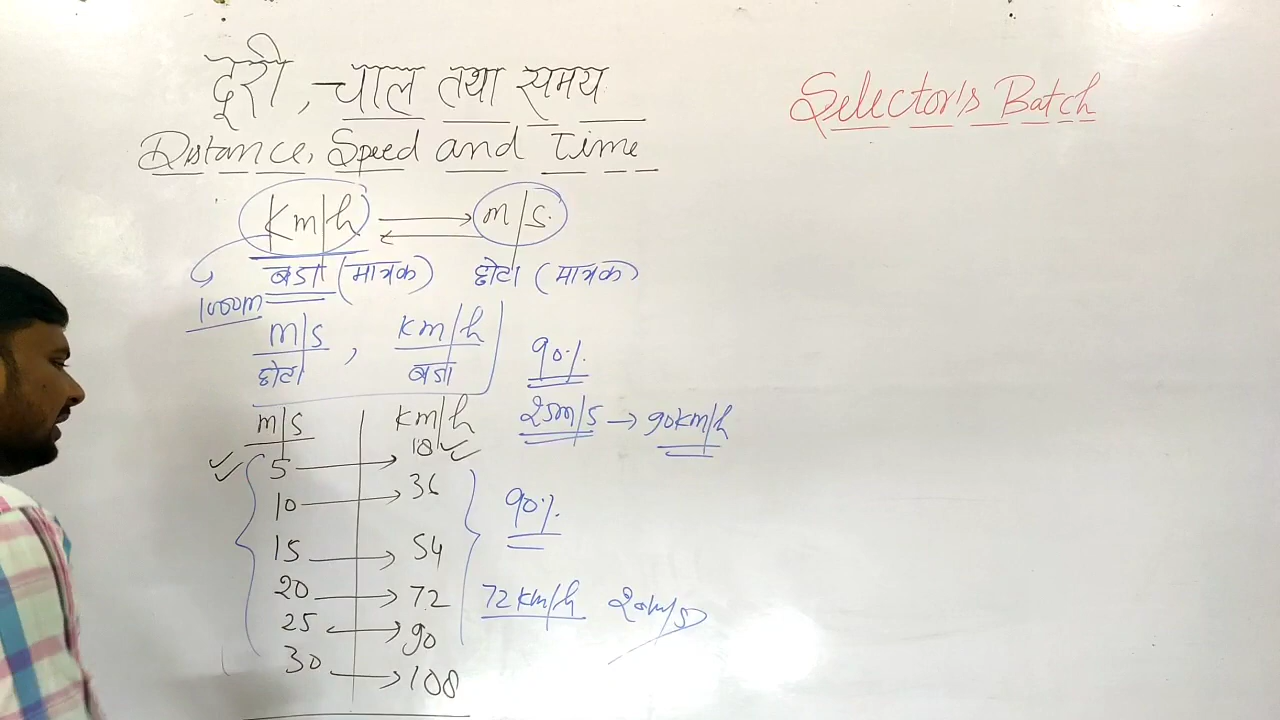 दूरी, चाल तथा समय
Selector's Batch
Distance, Speed and Time
Km/h ⇄ m/s.
बडा (मात्रक) छोटा (मात्रक)
1000m
m/s , km/h
छोटा बडा
90%
m/s km/h
25m/s → 90km/h
5 → 18
10 → 36
90%
15 → 54
20 → 72
72km/h 20m/s
25 ↔ 90
30 → 108